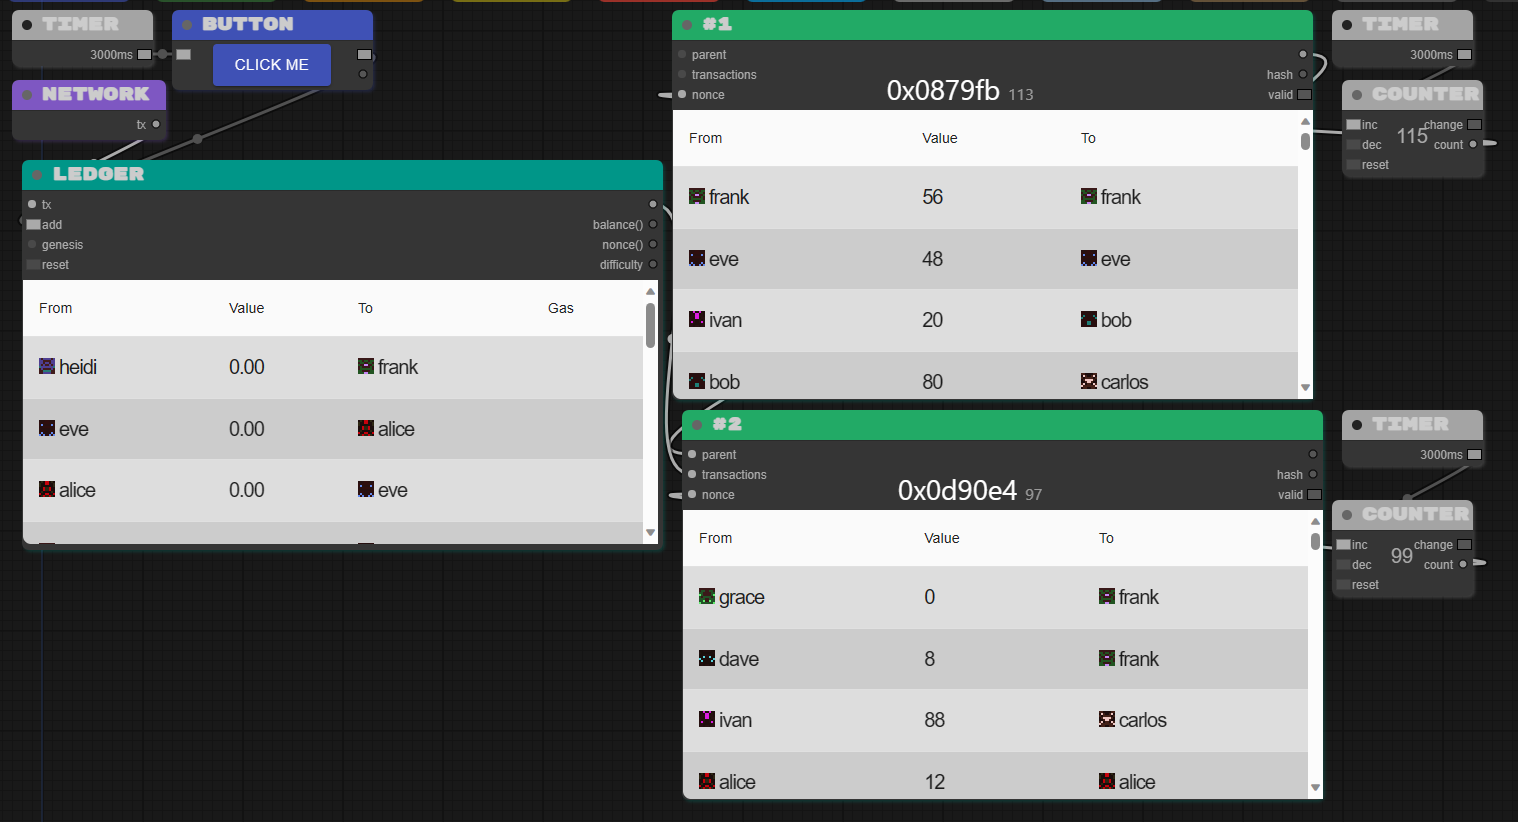 TIMER
3000ms
BUTTON
CLICK ME
NETWORK
tx
LEDGER
tx
add
balance()
genesis
nonce()
reset
difficulty
From Value To Gas
heidi 0.00 frank
eve 0.00 alice
alice 0.00 eve
#1
parent
transactions
hash
nonce
0x0879fb 113
valid
From Value To
frank 56 frank
eve 48 eve
ivan 20 bob
bob 80 carlos
TIMER
3000ms
COUNTER
inc
115
change
dec
count
reset
#2
parent
transactions
hash
nonce
0x0d90e4 97
valid
From Value To
grace 0 frank
dave 8 frank
ivan 88 carlos
alice 12 alice
TIMER
3000ms
COUNTER
inc
99
change
dec
count
reset